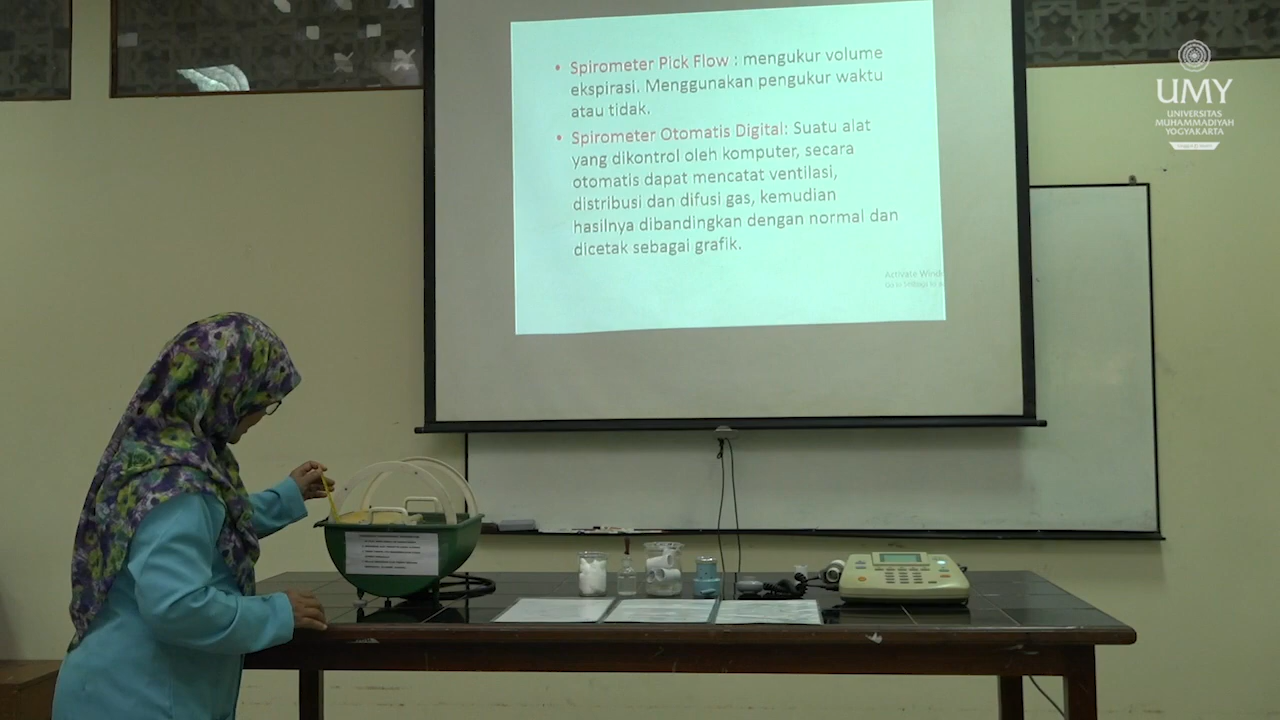 • Spirometer Pick Flow : mengukur volume
ekspirasi. Menggunakan pengukur waktu
atau tidak.
• Spirometer Otomatis Digital: Suatu alat
yang dikontrol oleh komputer, secara
otomatis dapat mencatat ventilasi,
distribusi dan difusi gas, kemudian
hasilnya dibandingkan dengan normal dan
dicetak sebagai grafik.
Activate Wind
UMY
UNIVERSITAS
MUHAMMADIYAH
YOGYAKARTA